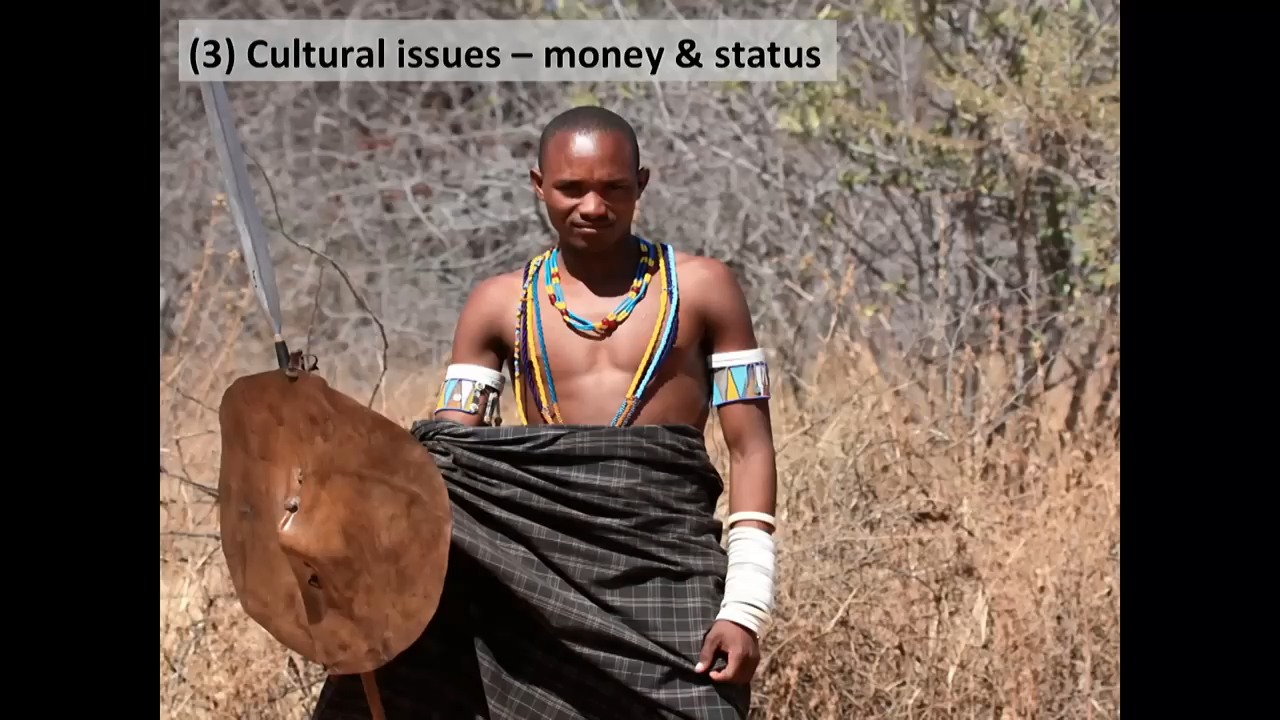 (3) Cultural issues – money & status